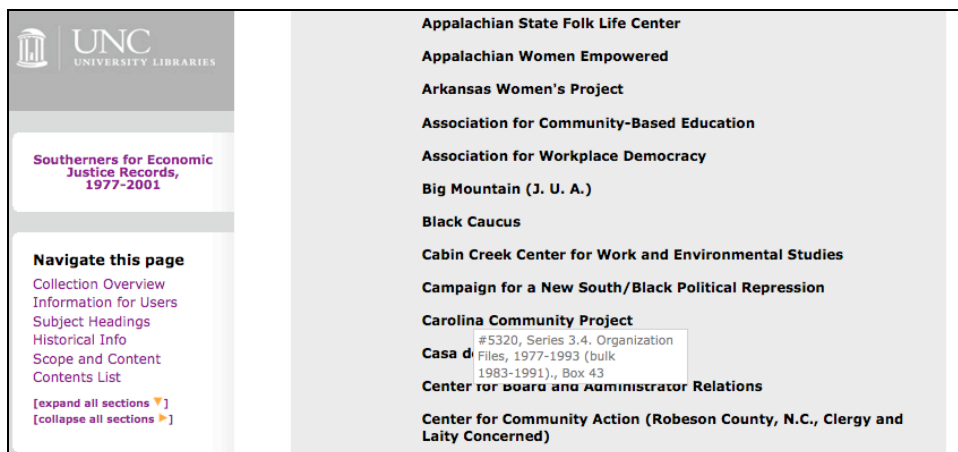 UNC
UNIVERSITY LIBRARIES
Southerners for Economic
Justice Records,
1977-2001
Navigate this page
Collection Overview
Information for Users
Subject Headings
Historical Info
Scope and Content
Contents List
[expand all sections ▼]
[collapse all sections ►]
Appalachian State Folk Life Center
Appalachian Women Empowered
Arkansas Women's Project
Association for Community-Based Education
Association for Workplace Democracy
Big Mountain (J. U. A.)
Black Caucus
Cabin Creek Center for Work and Environmental Studies
Campaign for a New South/Black Political Repression
Carolina Community Project
Casa
#5320, Series 3.4. Organization
Files, 1977-1993 (bulk
1983-1991)., Box 43
Center for Board and Administrator Relations
Center for Community Action (Robeson County, N.C., Clergy and
Laity Concerned)